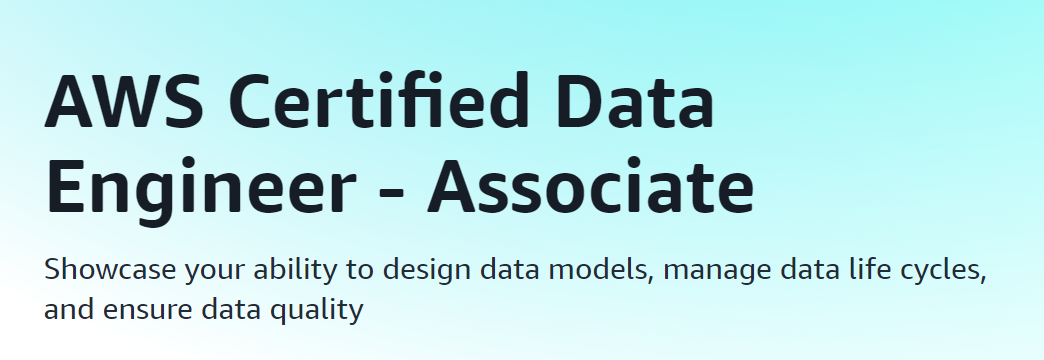 AWS Certified Data
Engineer - Associate
Showcase your ability to design data models, manage data life cycles,
and ensure data quality